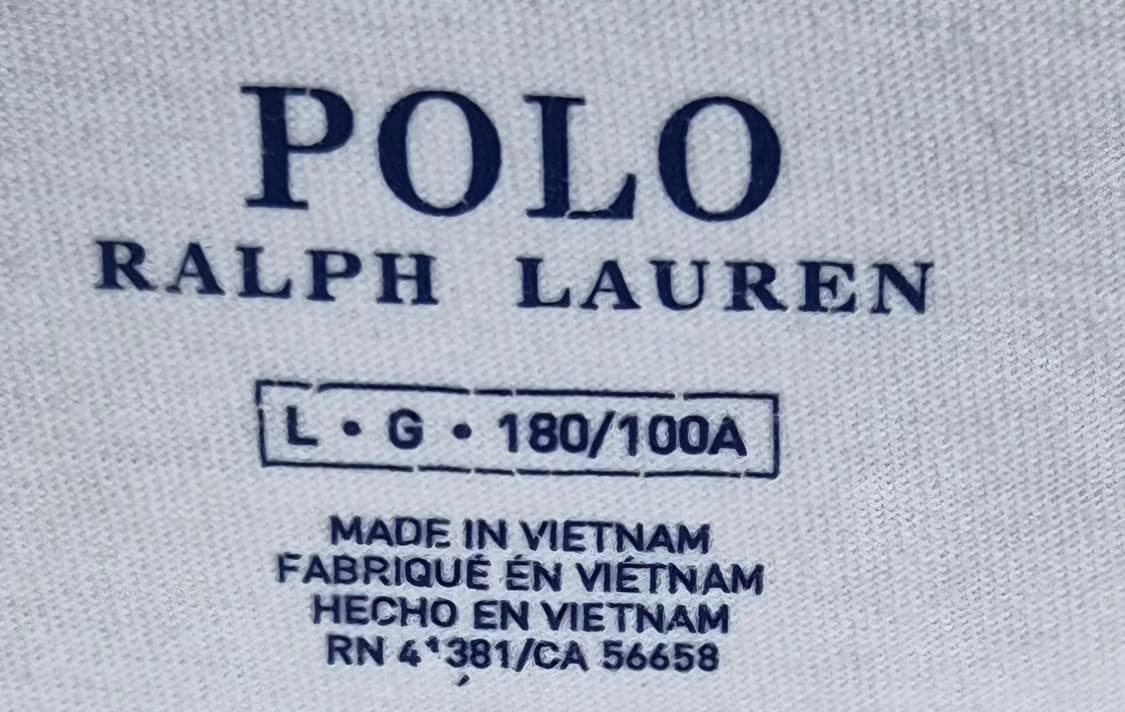 POLO
RALPH LAUREN
L • G • 180/100A
MADE IN VIETNAM
FABRIQUÉ ÉN VIÉTNAM
HECHO EN VIETNAM
RN 41381/CA 56658